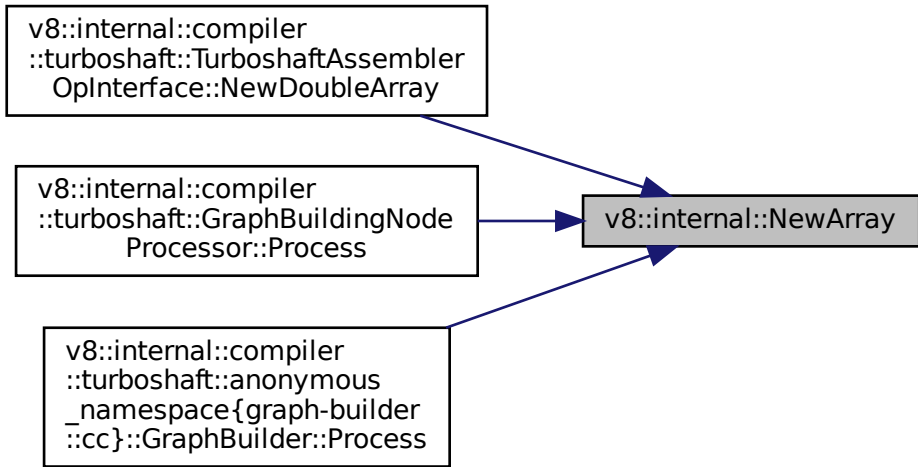 v8::internal::compiler
::turboshaft::TurboshaftAssembler
OpInterface::NewDoubleArray
v8::internal::compiler
::turboshaft::GraphBuildingNode
Processor::Process
v8::internal::NewArray
v8::internal::compiler
::turboshaft::anonymous
_namespace{graph-builder
::cc}::GraphBuilder::Process